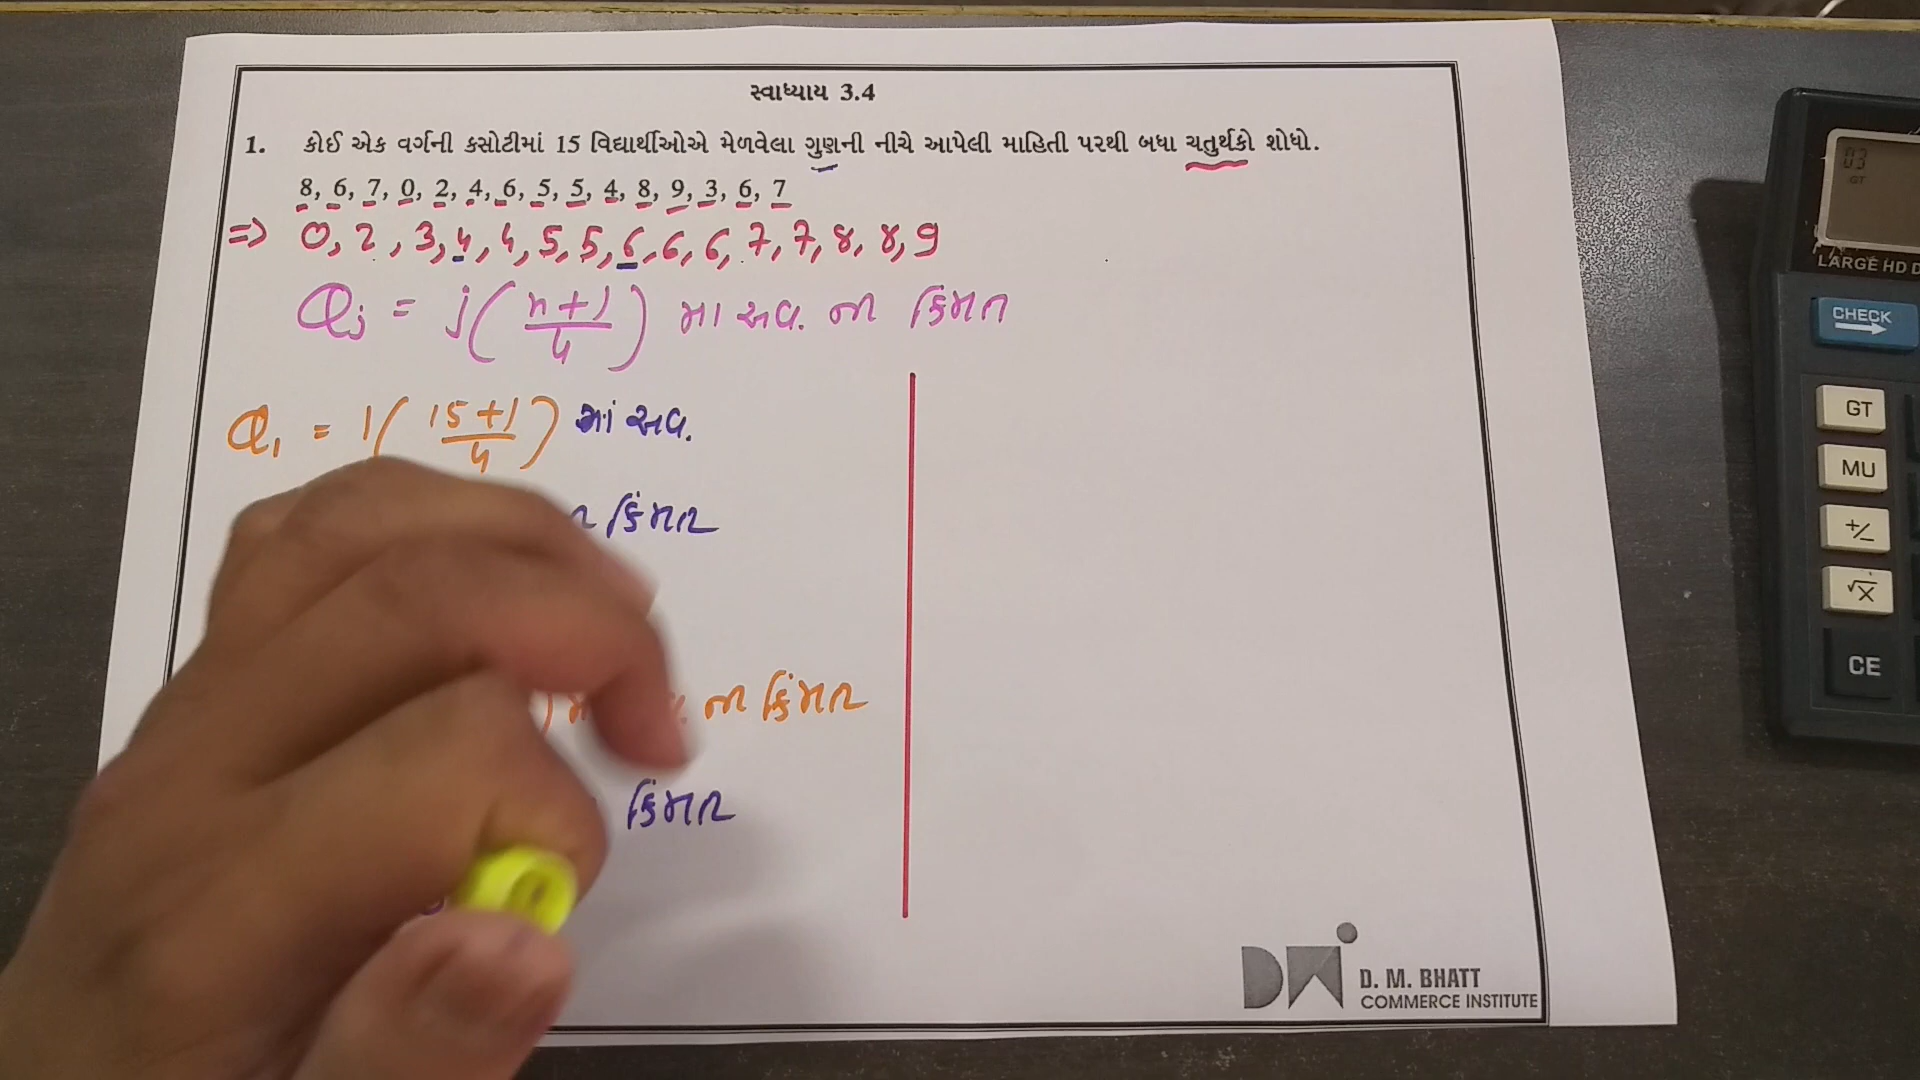 સ્વાધ્યાય 3.4
1. કોઈ એક વર્ગની કસોટીમાં 15 વિદ્યાર્થીઓએ મેળવેલા ગુણની નીચે આપેલી માહિતી પરથી બધા ચતુર્થકો શોધો.
8, 6, 7, 0, 2, 4, 6, 5, 5, 4, 8, 9, 3, 6, 7
=> 0, 2, 3, 4, 4, 5, 5, 6, 6, 6, 7, 7, 8, 8, 9
Qj = j(n+1/4) માં અવ. ની કિંમત
Q1 = 1(15+1/4) માં અવ.
કિંમત
ની કિંમત
કિંમત
D. M. BHATT
COMMERCE INSTITUTE
03
GT
LARGE HD D
CHECK
GT
MU
+/-
√X
CE